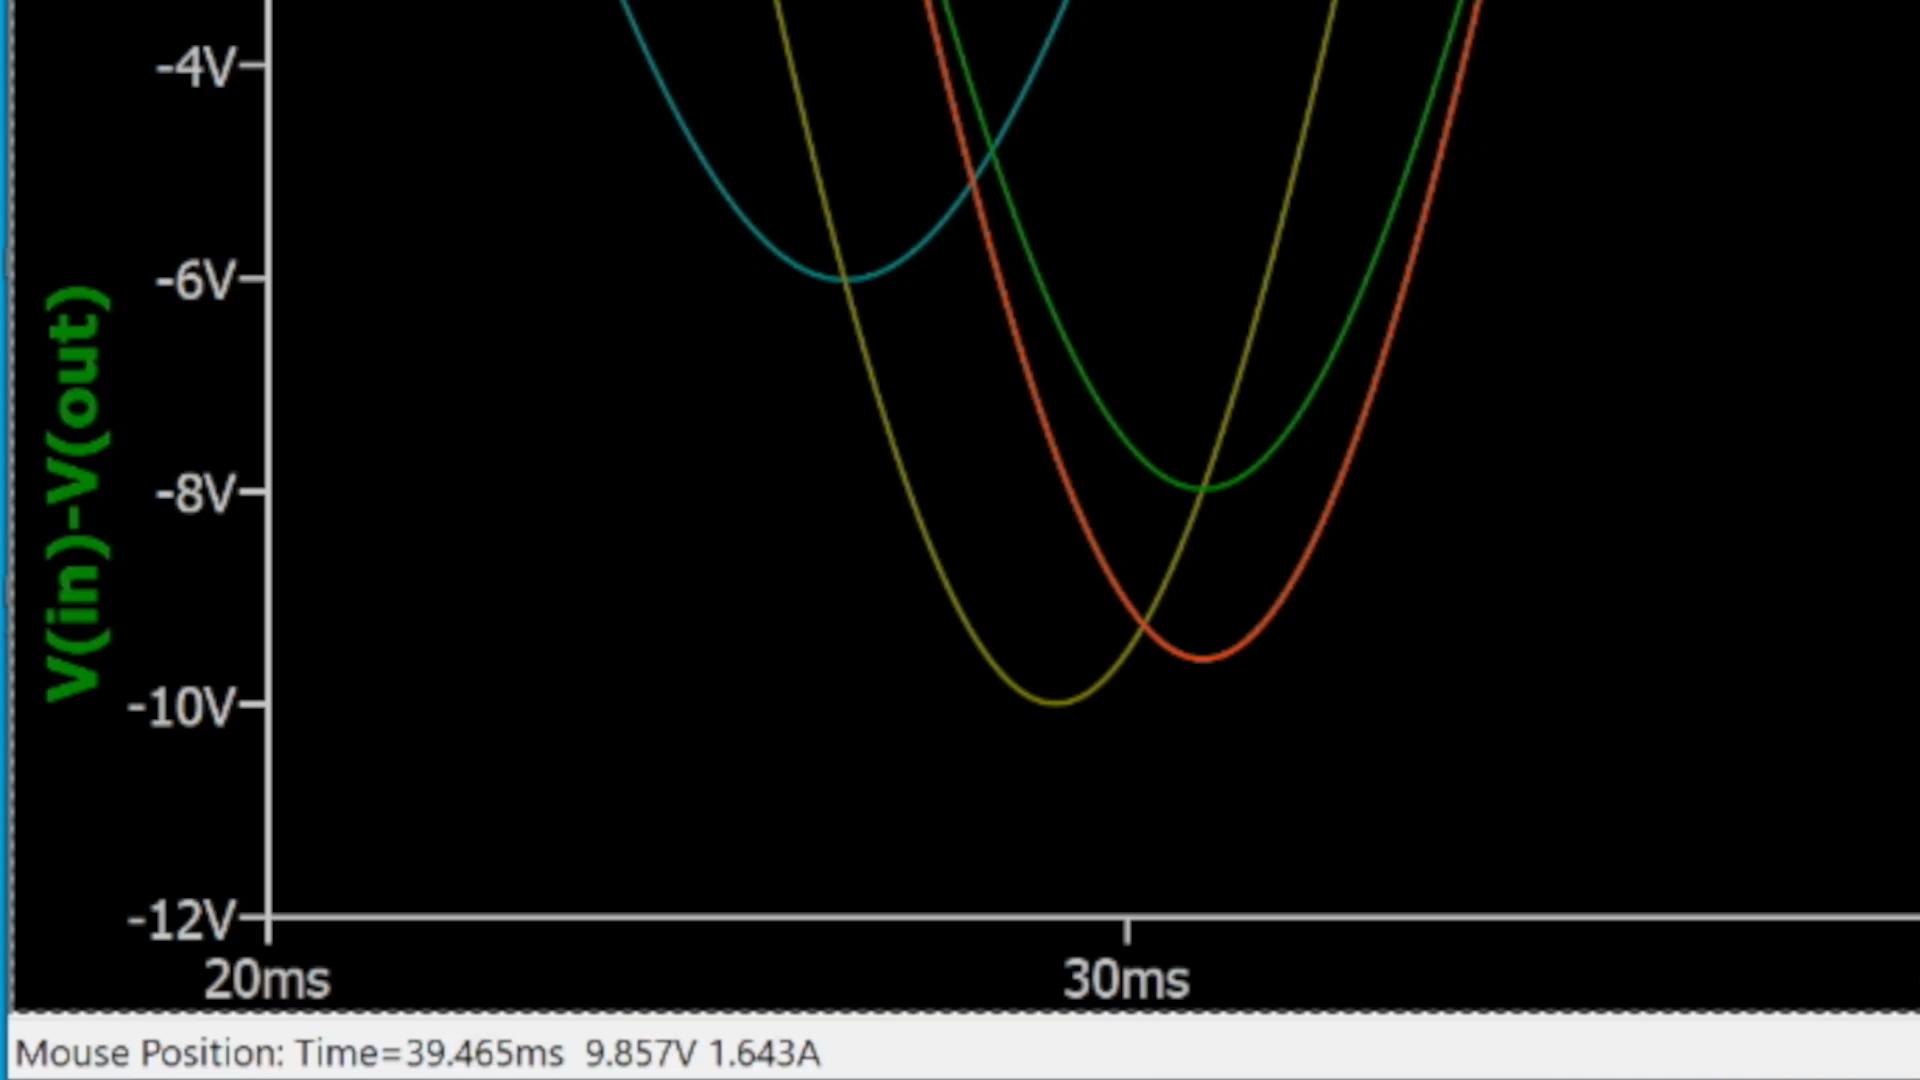 -4V
-6V
-8V
-10V
-12V
V(in)-V(out)
20ms
30ms
Mouse Position: Time=39.465ms 9.857V 1.643A